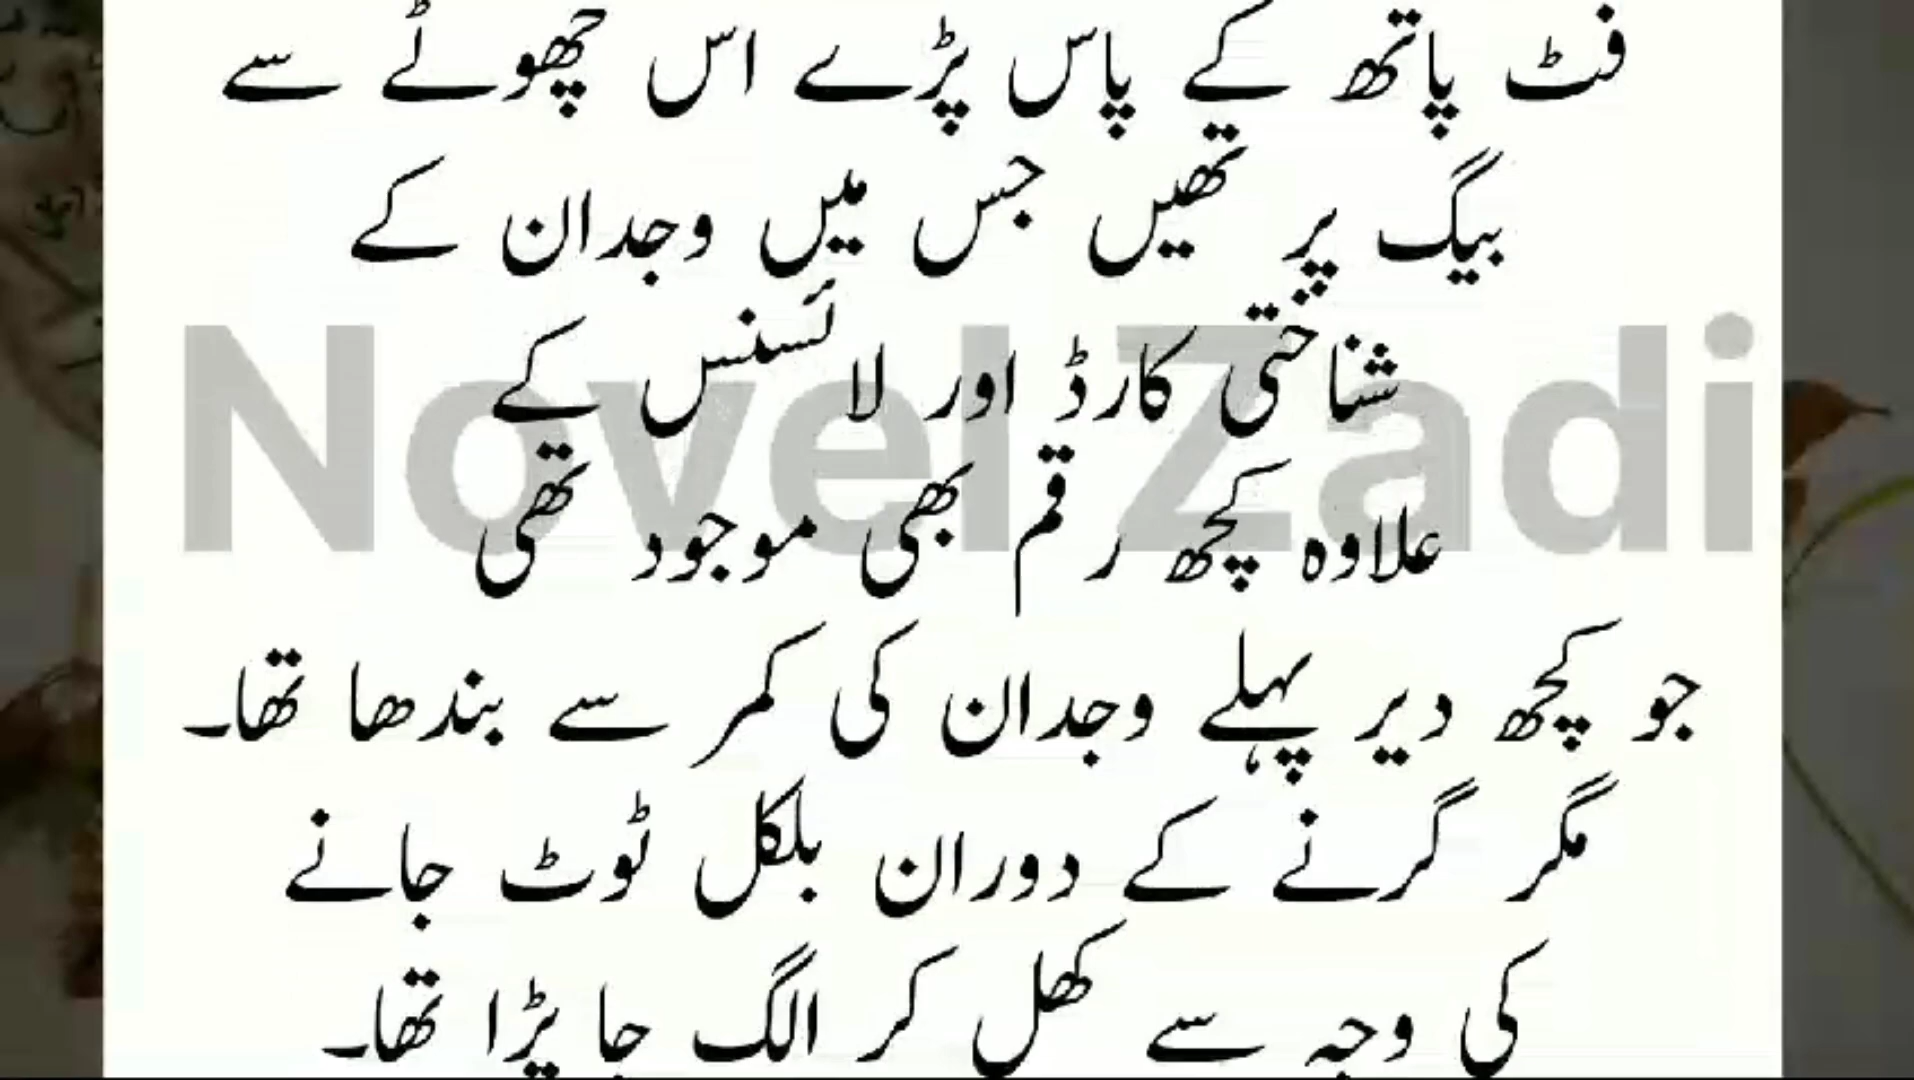 فٹ پاتھ کے پاس پڑے اس چھوٹے سے
بیگ پر تھیں جس میں وجدان کے
شناختی کارڈ اور لائسنس کے
علاوہ کچھ رقم بھی موجود تھی
جو کچھ دیر پہلے وجدان کی کمر سے بندھا تھا۔
مگر گرنے کے دوران بلکل ٹوٹ جانے
کی وجہ سے کھل کر الگ جا پڑا تھا۔
Novel Zadi